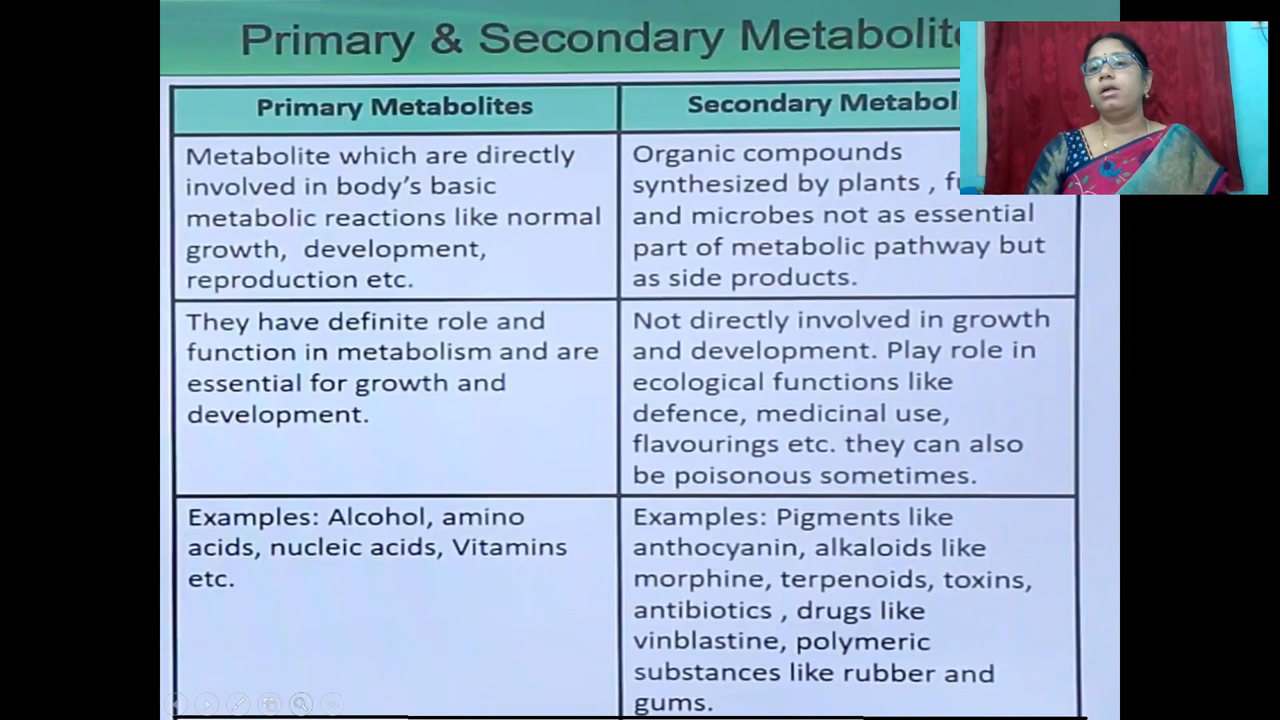 Primary & Secondary
Primary Metabolites
Secondary
Metabolite which are directly
involved in body's basic
metabolic reactions like normal
growth, development,
reproduction etc.
Organic compounds
synthesized by plants ,
and microbes not as essential
part of metabolic pathway but
as side products.
They have definite role and
function in metabolism and are
essential for growth and
development.
Not directly involved in growth
and development. Play role in
ecological functions like
defence, medicinal use,
flavourings etc. they can also
be poisonous sometimes.
Examples: Alcohol, amino
acids, nucleic acids, Vitamins
etc.
Examples: Pigments like
anthocyanin, alkaloids like
morphine, terpenoids, toxins,
antibiotics , drugs like
vinblastine, polymeric
substances like rubber and
gums.